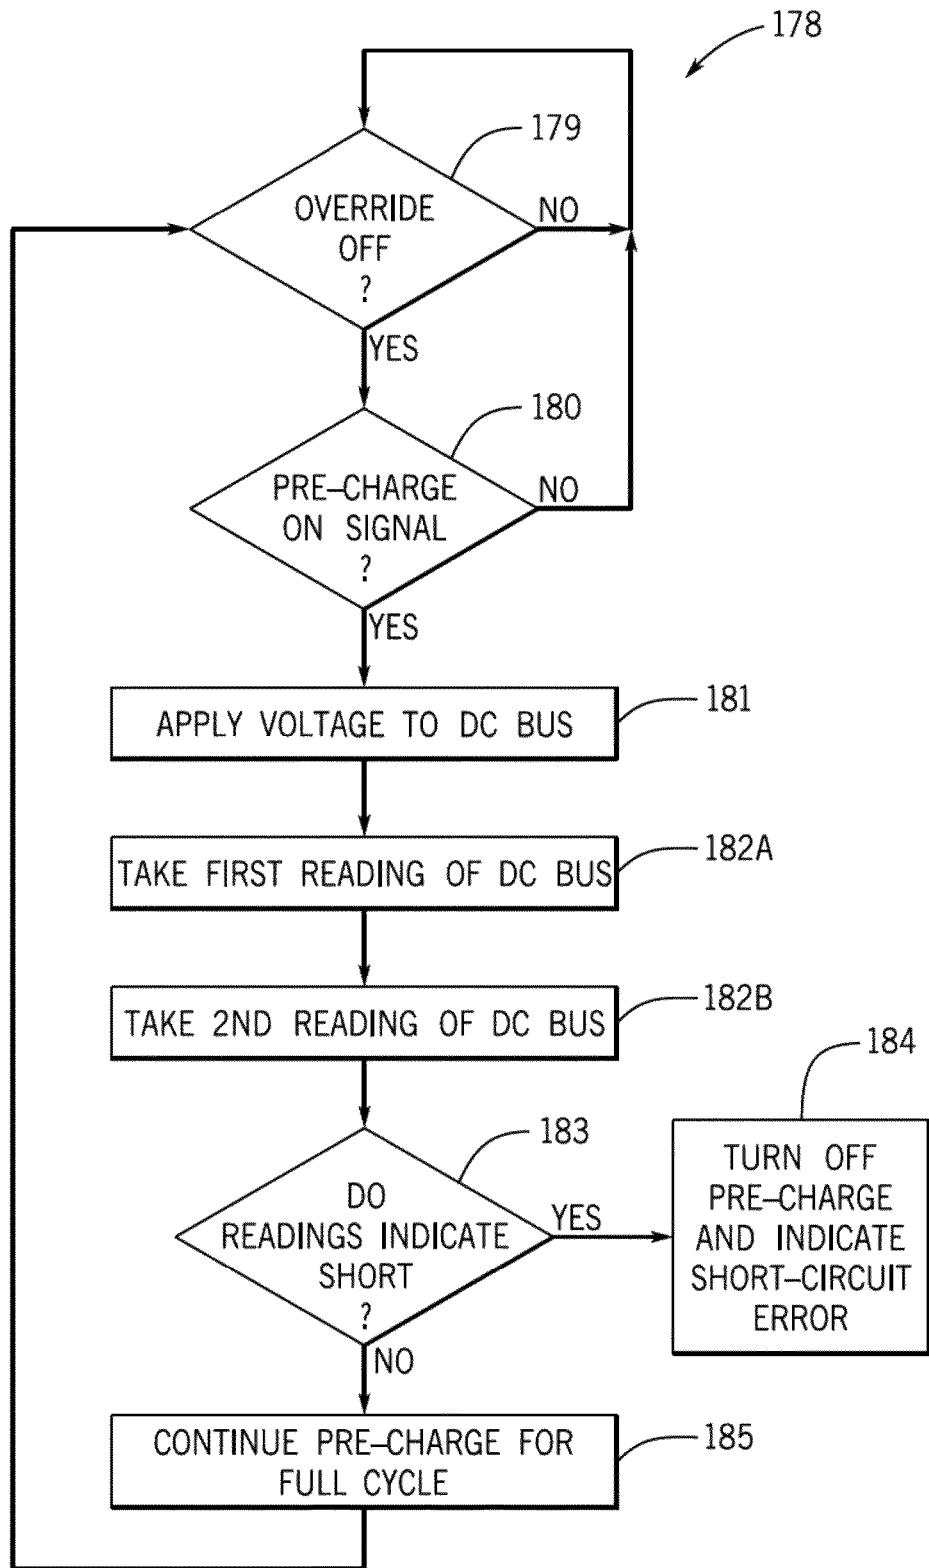 178
179
OVERRIDE
OFF
?
NO
YES
180
PRE–CHARGE
ON SIGNAL
?
NO
YES
181
APPLY VOLTAGE TO DC BUS
182A
TAKE FIRST READING OF DC BUS
182B
TAKE 2ND READING OF DC BUS
183
DO
READINGS INDICATE
SHORT
?
YES
NO
184
TURN OFF
PRE–CHARGE
AND INDICATE
SHORT–CIRCUIT
ERROR
185
CONTINUE PRE–CHARGE FOR
FULL CYCLE